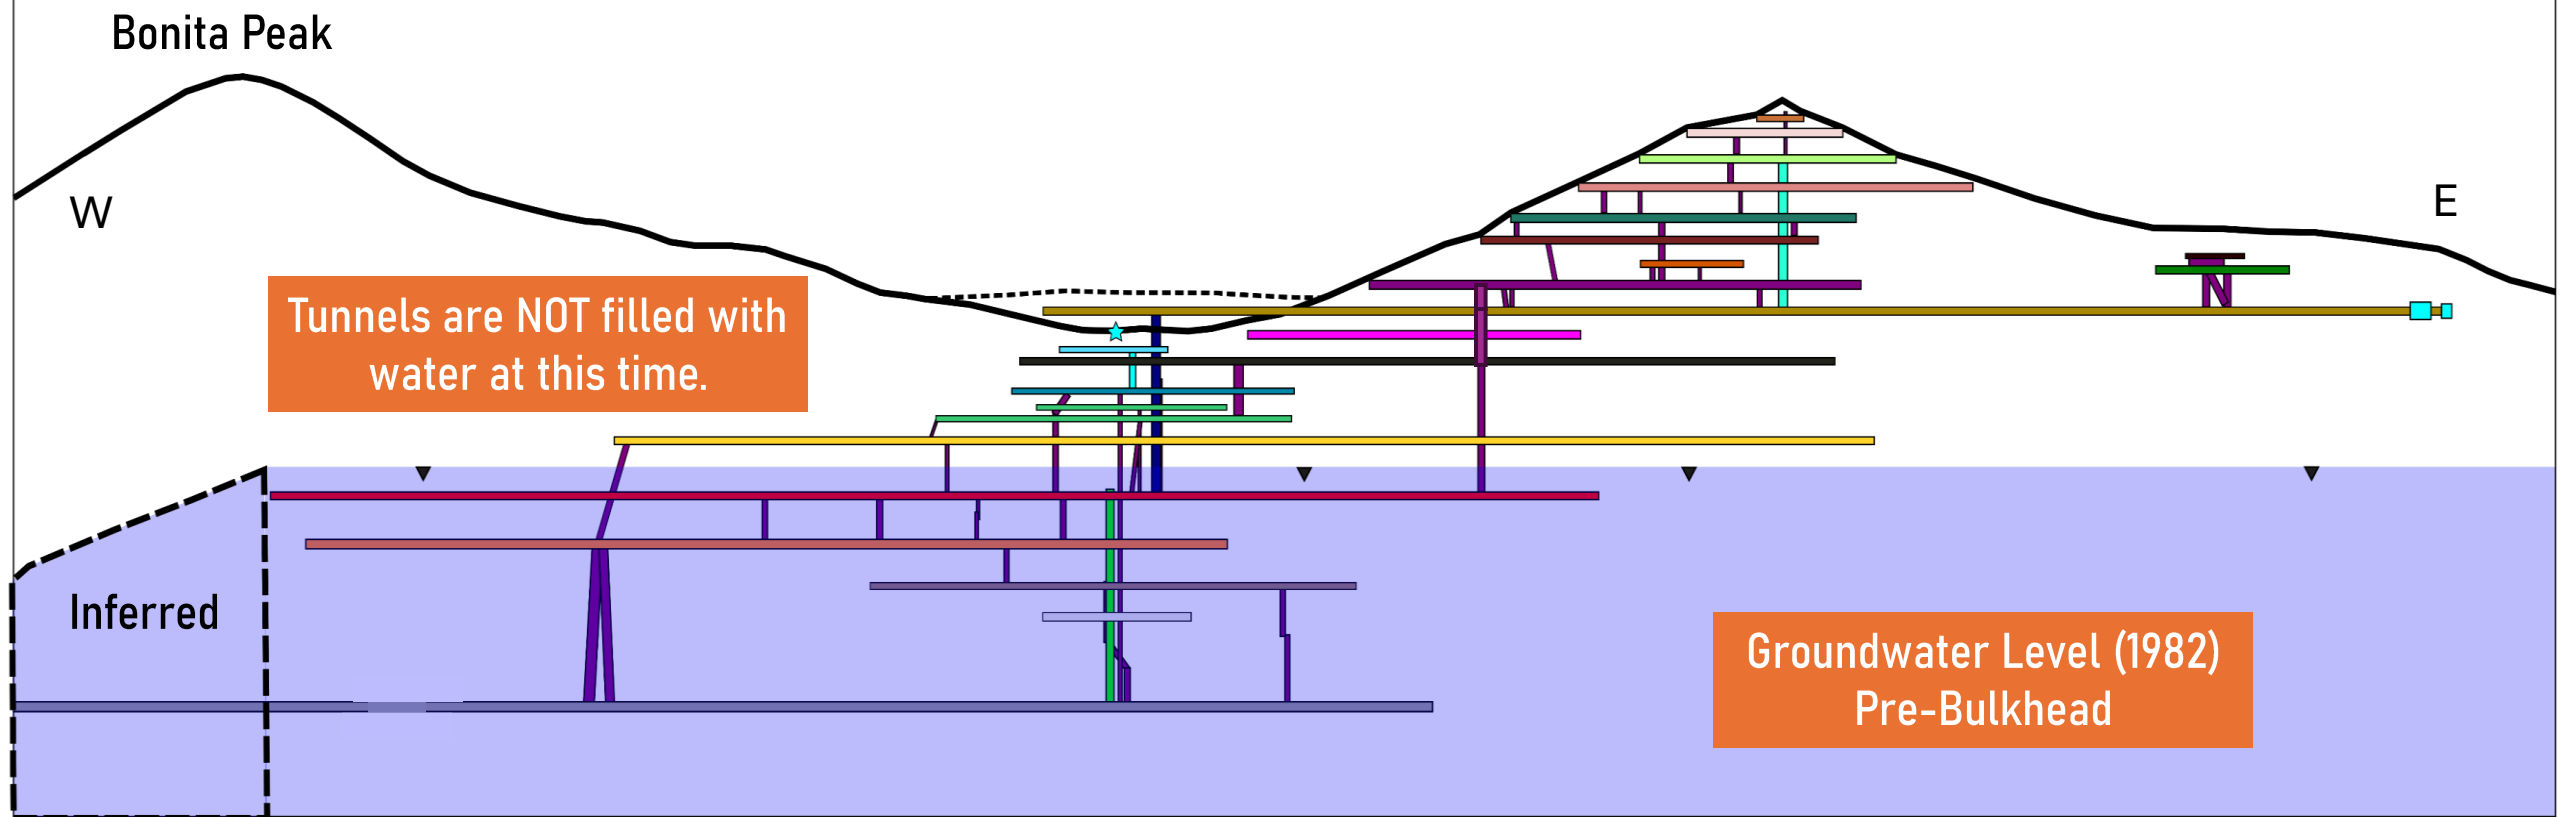 Bonita Peak
W
E
Tunnels are NOT filled with
water at this time.
Inferred
Groundwater Level (1982)
Pre-Bulkhead